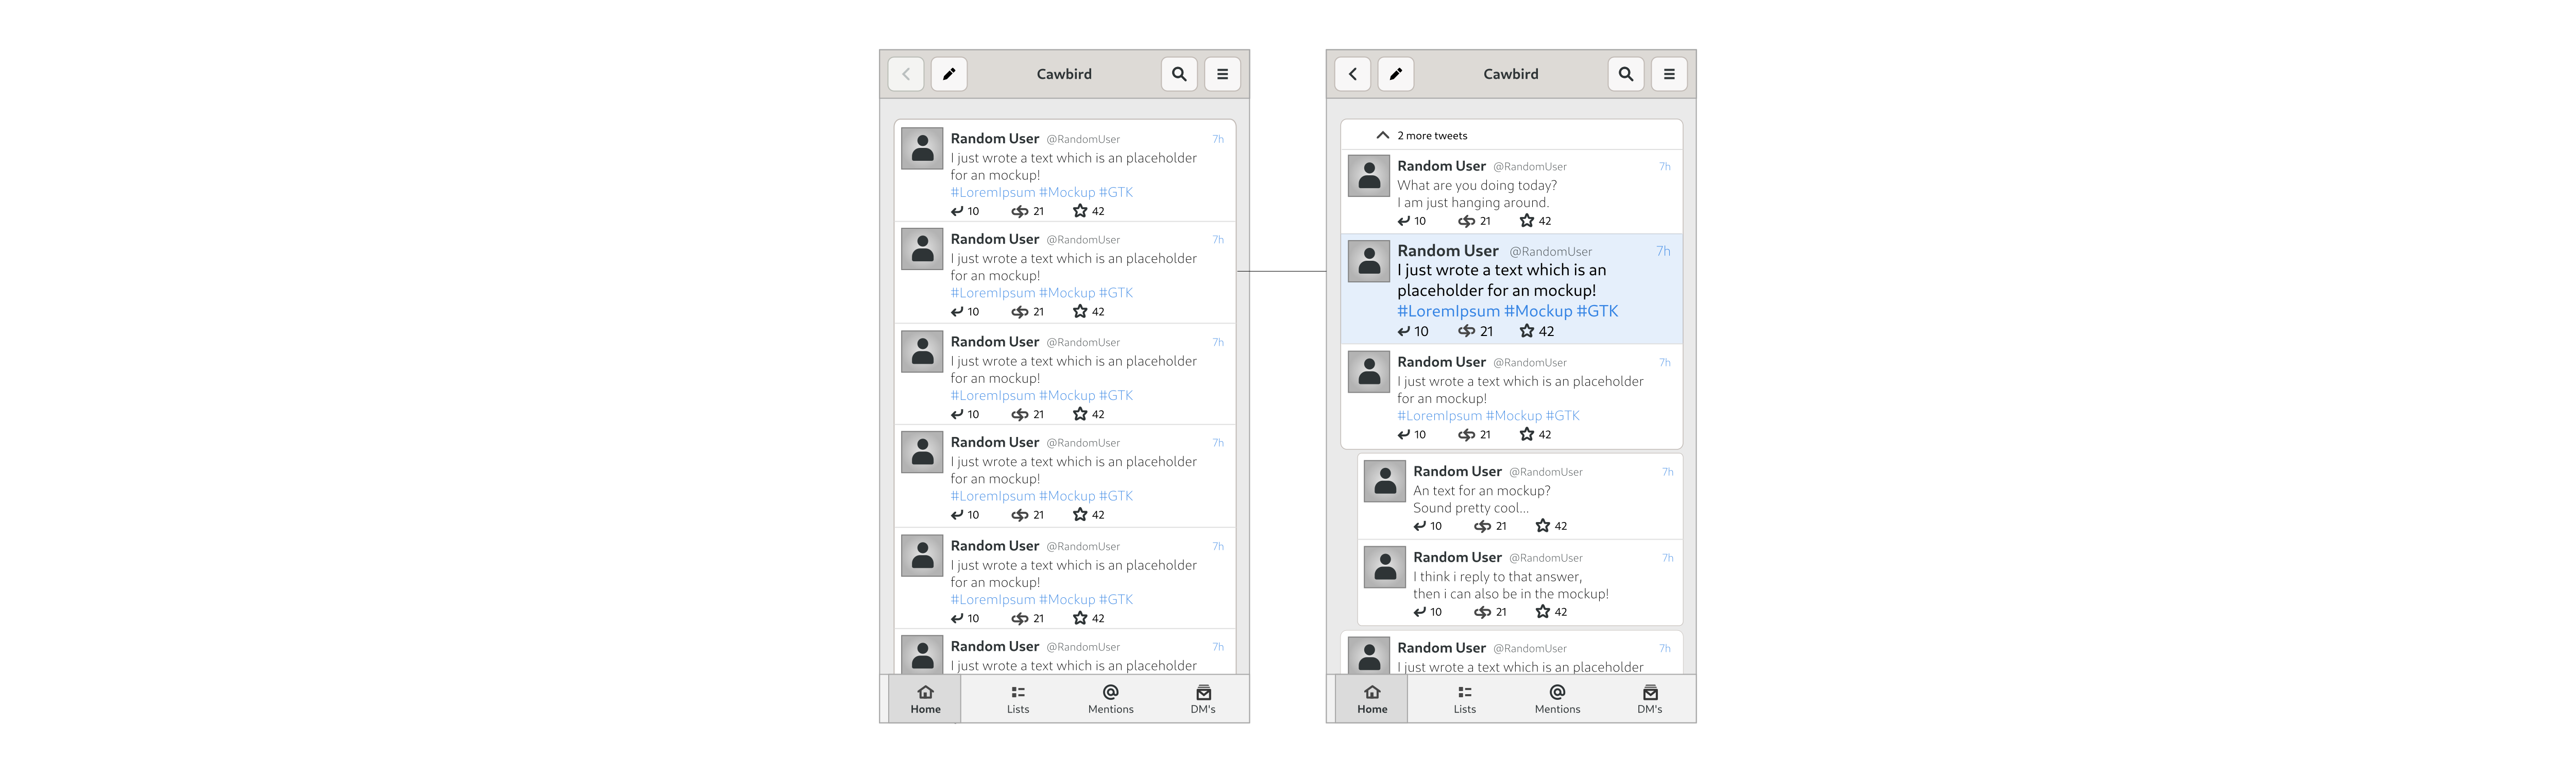 Cawbird
Random User @RandomUser 7h
I just wrote a text which is an placeholder
for an mockup!
#LoremIpsum #Mockup #GTK
10 21 42
Random User @RandomUser 7h
I just wrote a text which is an placeholder
for an mockup!
#LoremIpsum #Mockup #GTK
10 21 42
Random User @RandomUser 7h
I just wrote a text which is an placeholder
for an mockup!
#LoremIpsum #Mockup #GTK
10 21 42
Random User @RandomUser 7h
I just wrote a text which is an placeholder
for an mockup!
#LoremIpsum #Mockup #GTK
10 21 42
Random User @RandomUser 7h
I just wrote a text which is an placeholder
for an mockup!
#LoremIpsum #Mockup #GTK
10 21 42
Random User @RandomUser 7h
I just wrote a text which is an placeholder
Home Lists Mentions DM's
Cawbird
2 more tweets
Random User @RandomUser 7h
What are you doing today?
I am just hanging around.
10 21 42
Random User @RandomUser 7h
I just wrote a text which is an
placeholder for an mockup!
#LoremIpsum #Mockup #GTK
10 21 42
Random User @RandomUser 7h
I just wrote a text which is an placeholder
for an mockup!
#LoremIpsum #Mockup #GTK
10 21 42
Random User @RandomUser 7h
An text for an mockup?
Sound pretty cool...
10 21 42
Random User @RandomUser 7h
I think i reply to that answer,
then i can also be in the mockup!
10 21 42
Random User @RandomUser 7h
I just wrote a text which is an placeholder
Home Lists Mentions DM's